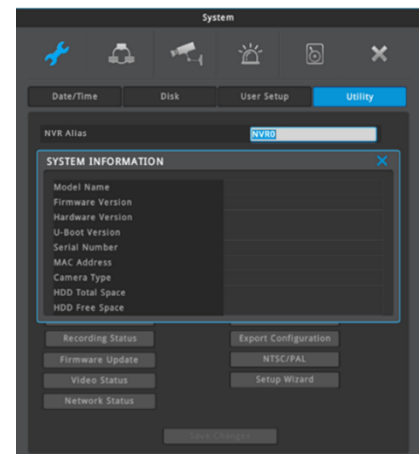 System
Date/Time Disk User Setup Utility
NVR Alias NVR0
SYSTEM INFORMATION
Model Name
Firmware Version
Hardware Version
U-Boot Version
Serial Number
MAC Address
Camera Type
HDD Total Space
HDD Free Space
Recording Status Export Configuration
Firmware Update NTSC/PAL
Video Status Setup Wizard
Network Status
Save Changes